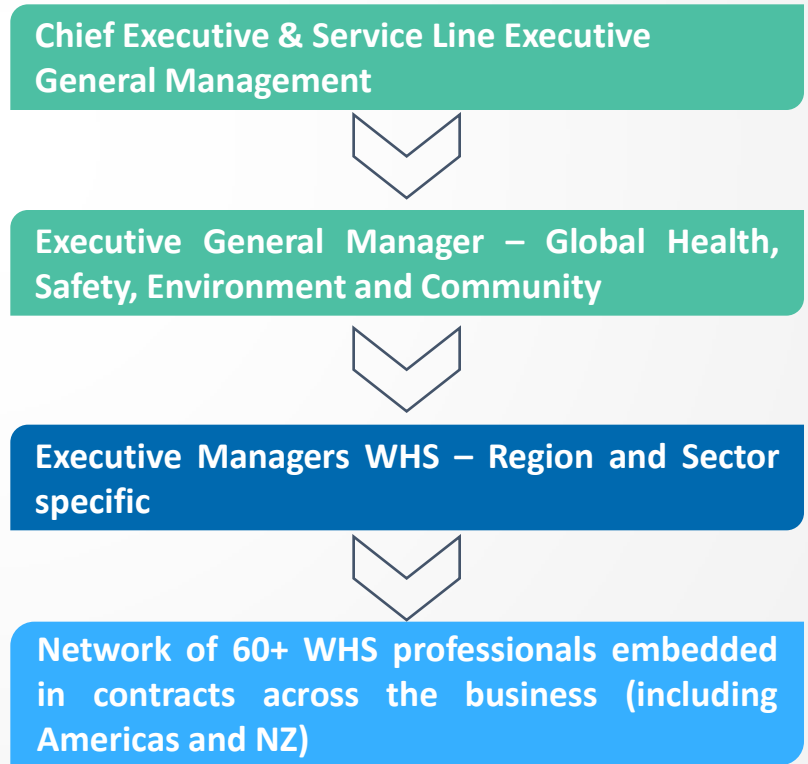 Chief Executive & Service Line Executive
General Management
Executive General Manager – Global Health,
Safety, Environment and Community
Executive Managers WHS – Region and Sector
specific
Network of 60+ WHS professionals embedded
in contracts across the business (including
Americas and NZ)